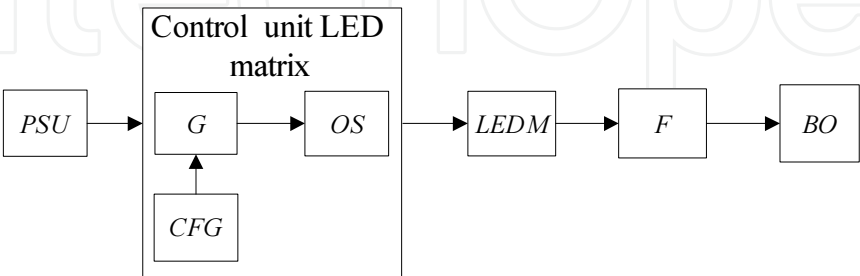 Control unit LED
matrix
PSU
G
OS
LEDM
F
BO
CFG